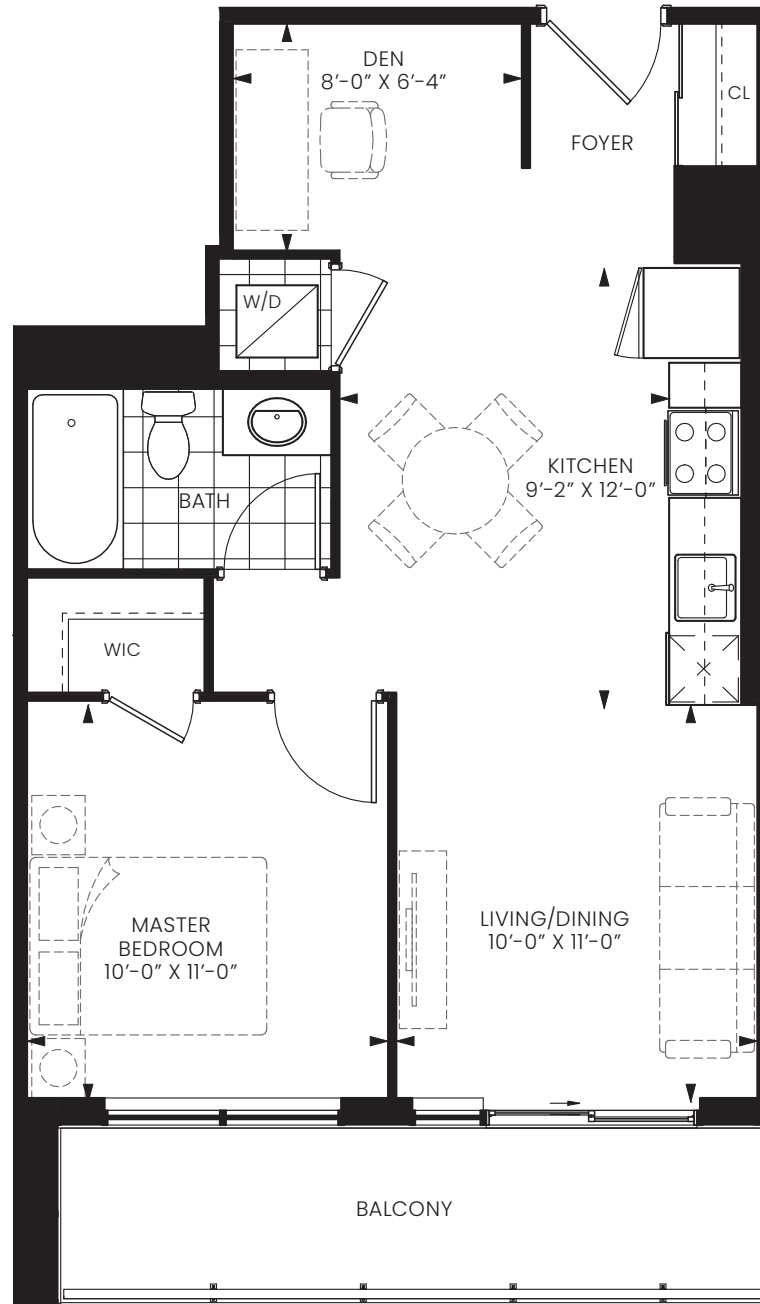 DEN
8’-0” X 6’-4”
CL
FOYER
W/D
KITCHEN
9’-2” X 12’-0”
BATH
WIC
MASTER
BEDROOM
10’-0” X 11’-0”
LIVING/DINING
10’-0” X 11’-0”
BALCONY